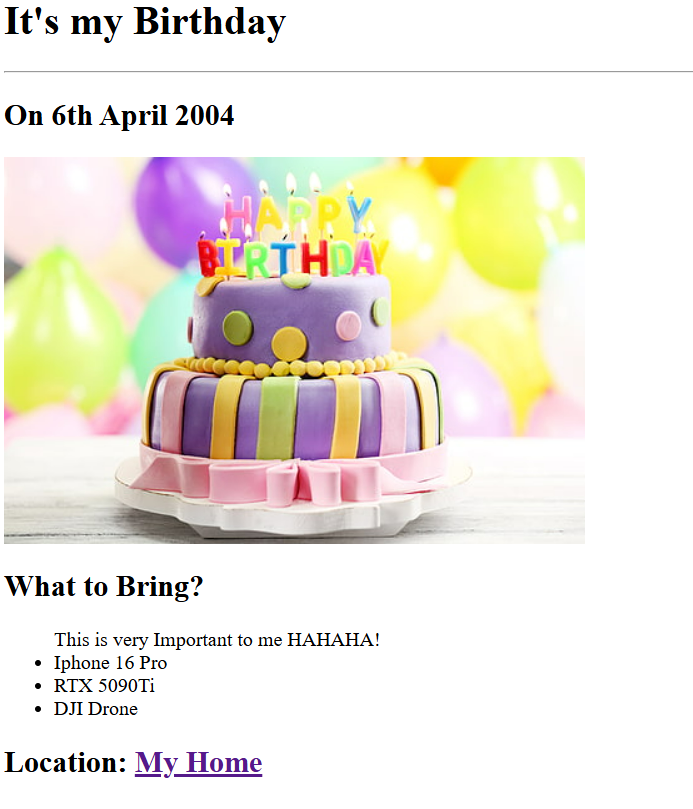 It's my Birthday
On 6th April 2004
HAPPY
BIRTHDAY
What to Bring?
This is very Important to me HAHAHA!
Iphone 16 Pro
RTX 5090Ti
DJI Drone
Location: My Home